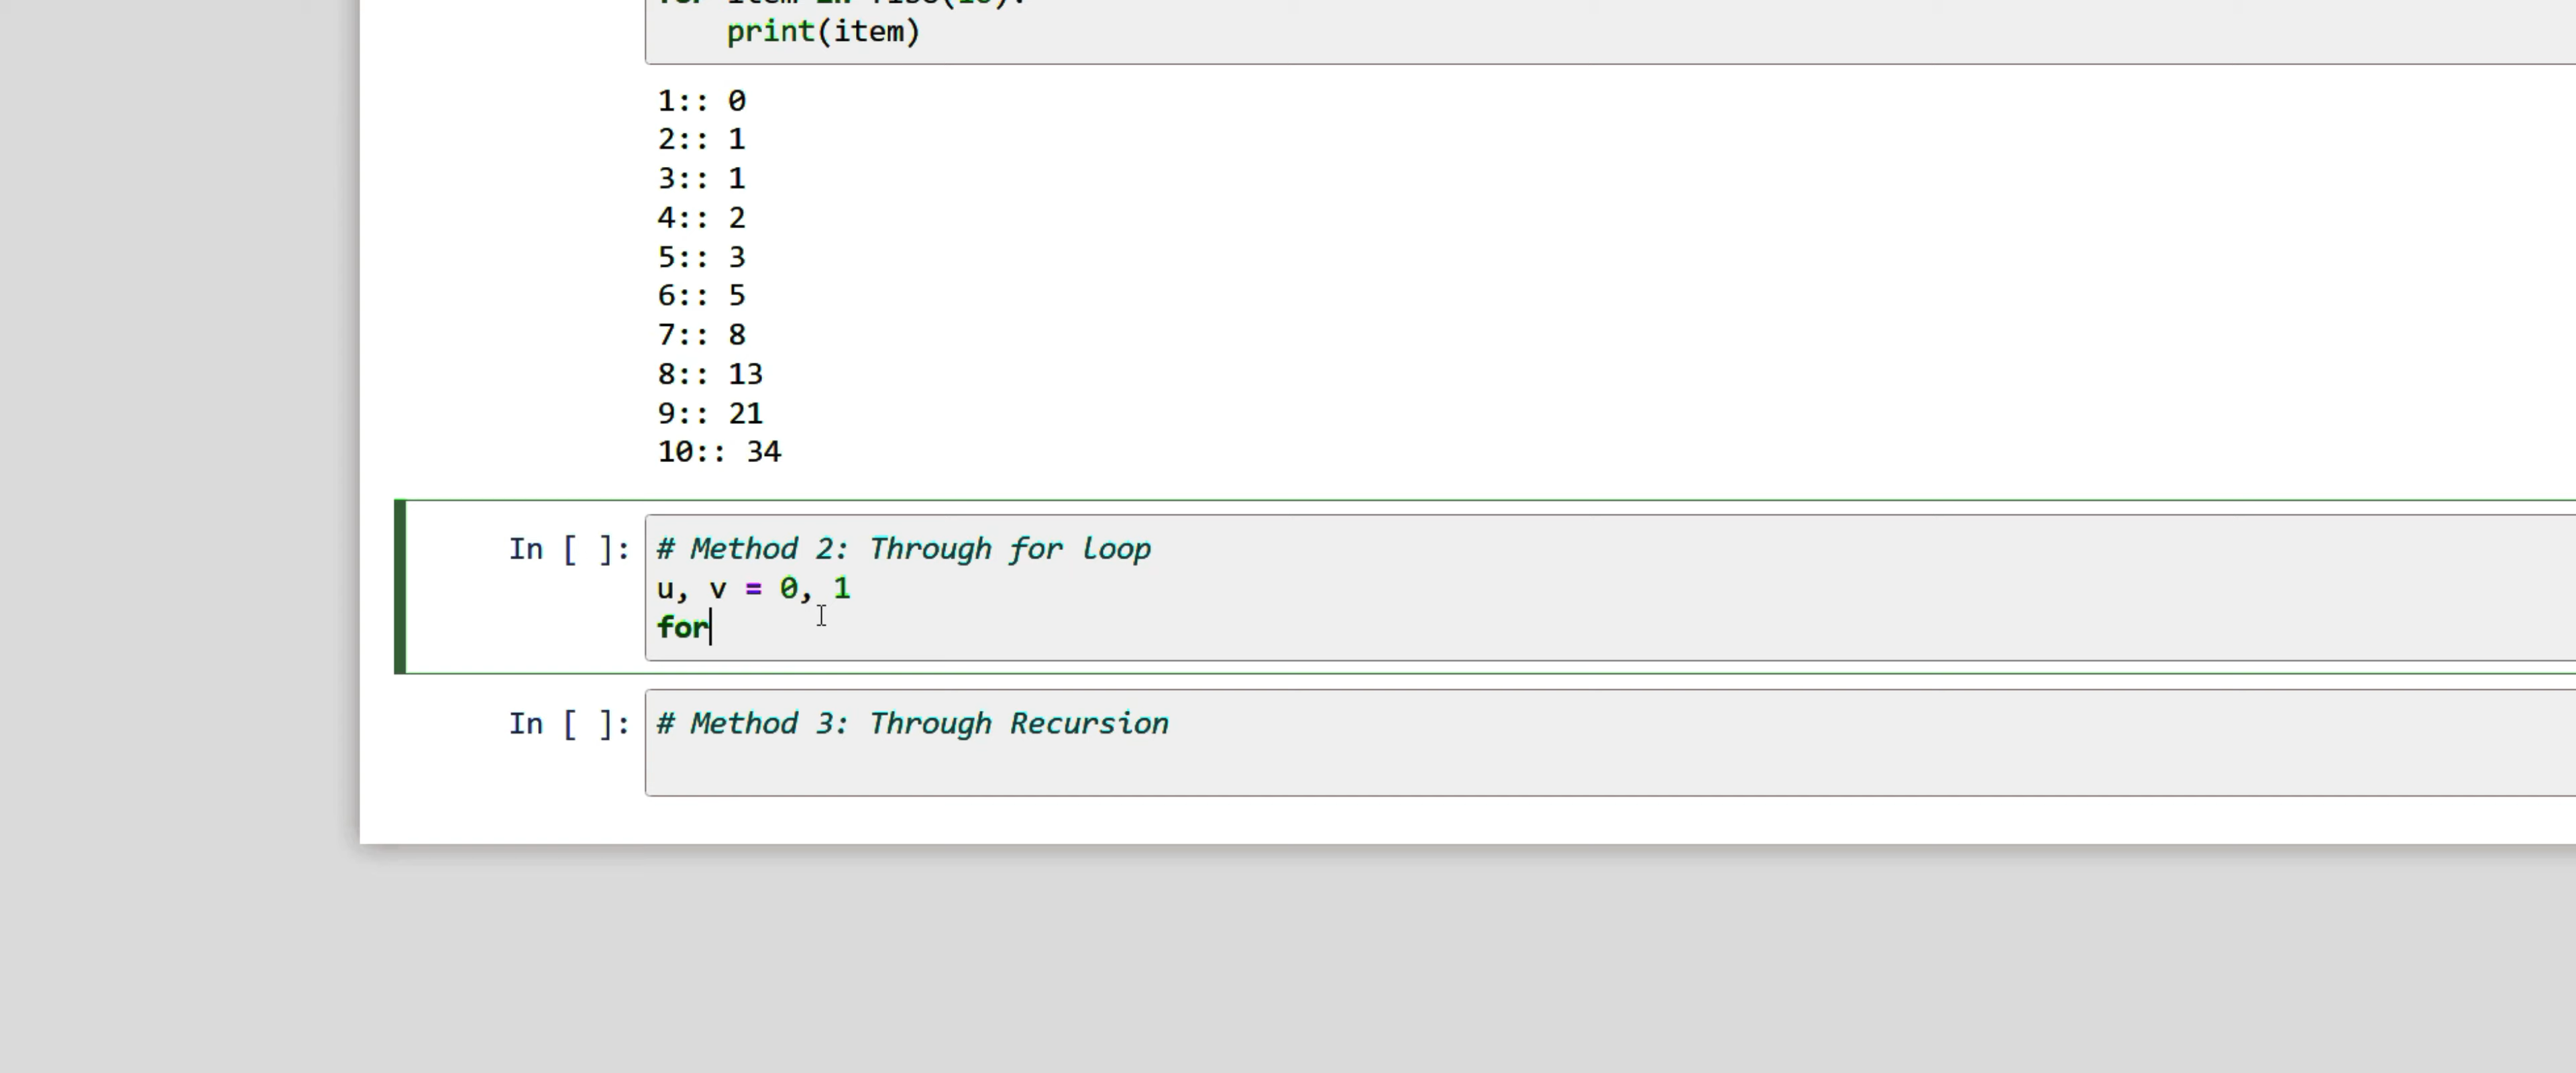 print(item)
1:: 0
2:: 1
3:: 1
4:: 2
5:: 3
6:: 5
7:: 8
8:: 13
9:: 21
10:: 34
In [ ]: # Method 2: Through for loop
u, v = 0, 1
for
In [ ]: # Method 3: Through Recursion